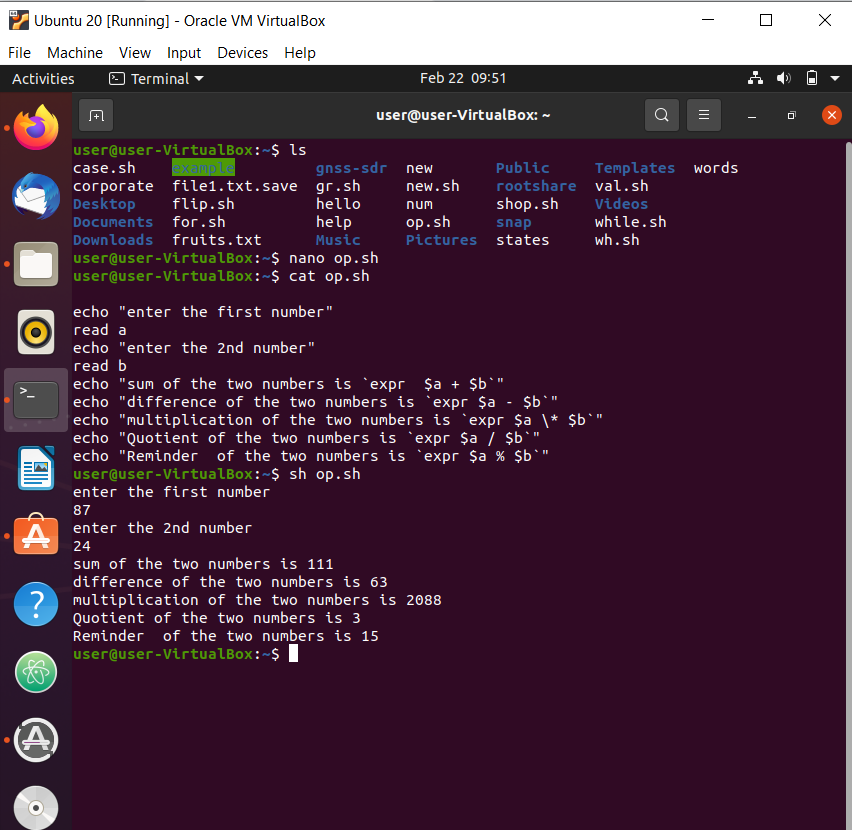 Ubuntu 20 [Running] - Oracle VM VirtualBox
File Machine View Input Devices Help
Activities Terminal Feb 22 09:51
user@user-VirtualBox: ~
user@user-VirtualBox:~$ ls
case.sh example gnss-sdr new Public Templates words
corporate file1.txt.save gr.sh new.sh rootshare val.sh
Desktop flip.sh hello num shop.sh Videos
Documents for.sh help op.sh snap while.sh
Downloads fruits.txt Music Pictures states wh.sh
user@user-VirtualBox:~$ nano op.sh
user@user-VirtualBox:~$ cat op.sh
echo "enter the first number"
read a
echo "enter the 2nd number"
read b
echo "sum of the two numbers is `expr  $a + $b`"
echo "difference of the two numbers is `expr $a - $b`"
echo "multiplication of the two numbers is `expr $a \* $b`"
echo "Quotient of the two numbers is `expr $a / $b`"
echo "Reminder  of the two numbers is `expr $a % $b`"
user@user-VirtualBox:~$ sh op.sh
enter the first number
87
enter the 2nd number
24
sum of the two numbers is 111
difference of the two numbers is 63
multiplication of the two numbers is 2088
Quotient of the two numbers is 3
Reminder  of the two numbers is 15
user@user-VirtualBox:~$